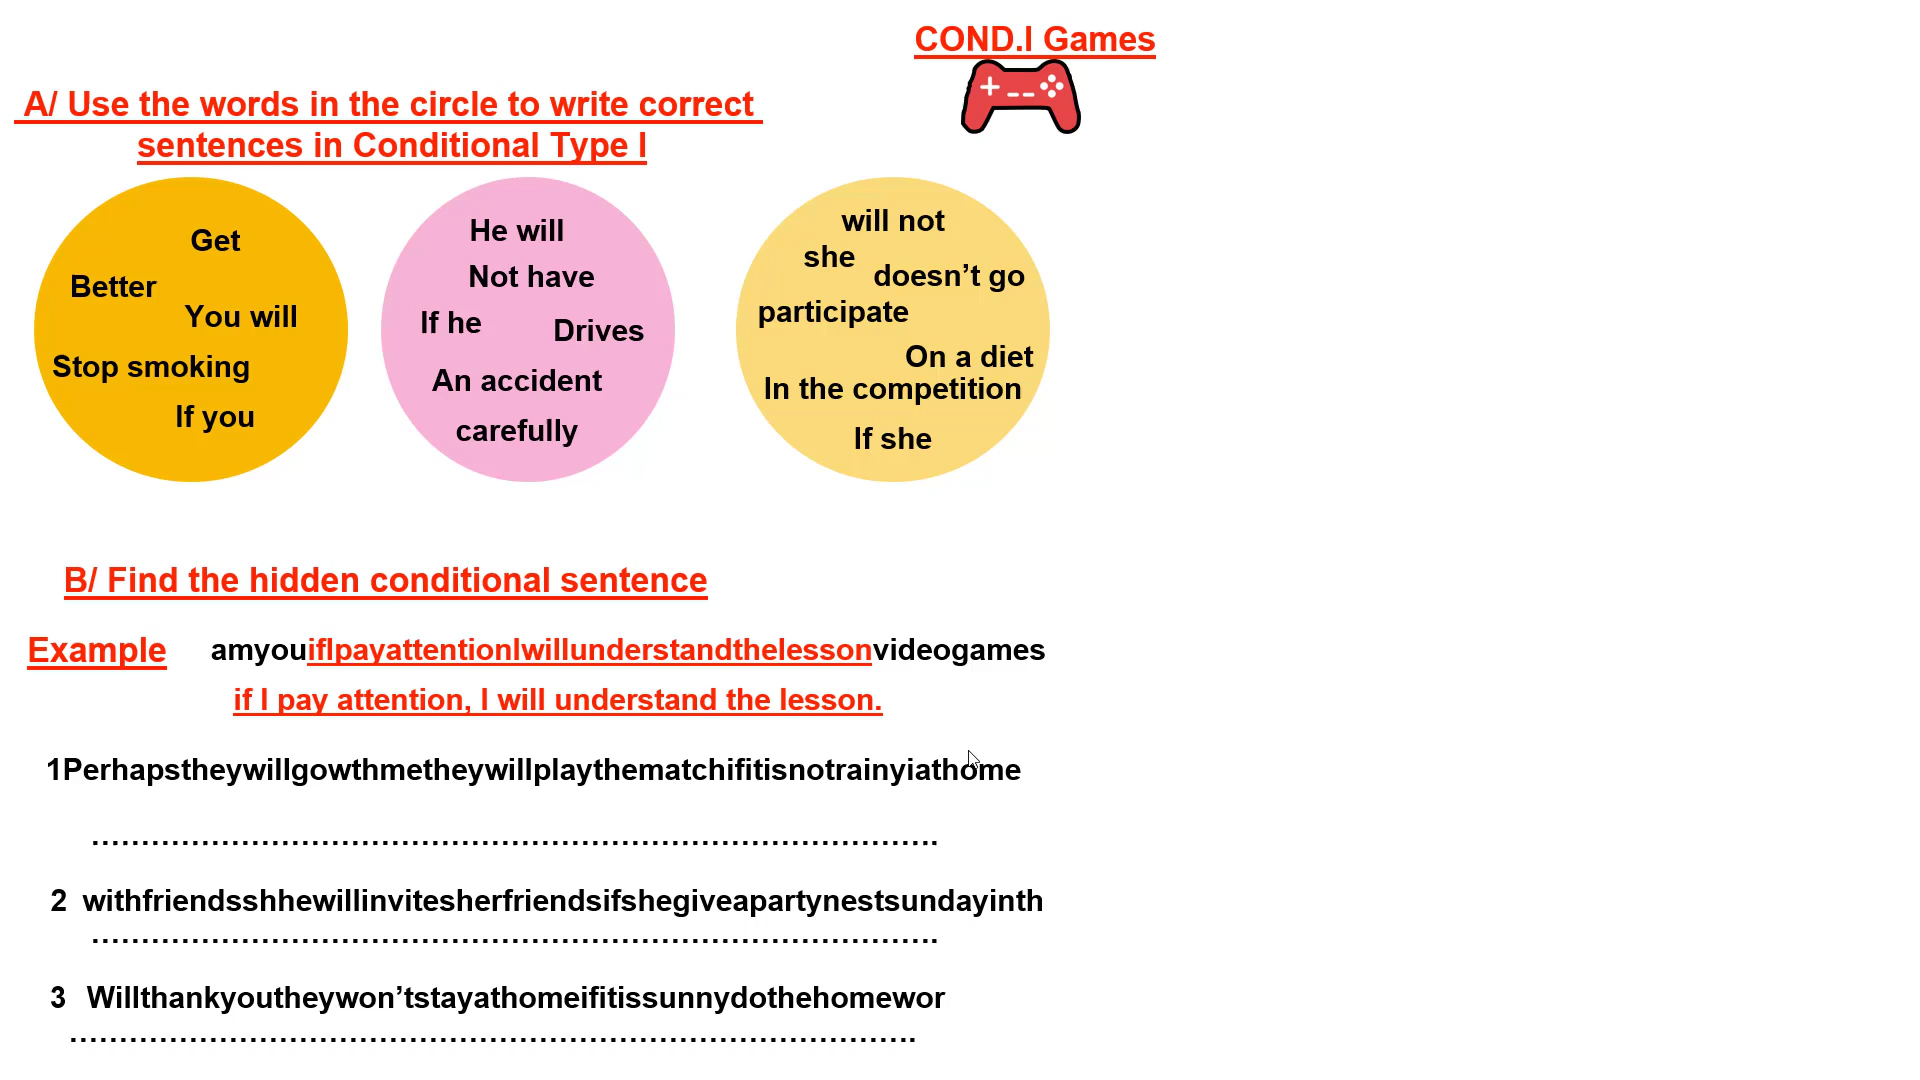 COND.I Games
A/ Use the words in the circle to write correct
sentences in Conditional Type I
Get
Better
You will
Stop smoking
If you
He will
Not have
If he
Drives
An accident
carefully
will not
she
doesn’t go
participate
On a diet
In the competition
If she
B/ Find the hidden conditional sentence
Example amyouifIpayattentionIwillunderstandthelessonvideogames
if I pay attention, I will understand the lesson.
1Perhapstheywillgowthmetheywillplaythematchifitisnotrainyiathome
………………………………………………………………………….
2 withfriendsshhewillinvitesherfriendsifshegiveapartynestsundayinth
………………………………………………………………………….
3 Willthankyoutheywon’tstayathomeifitissunnydothehomewor
………………………………………………………………………….